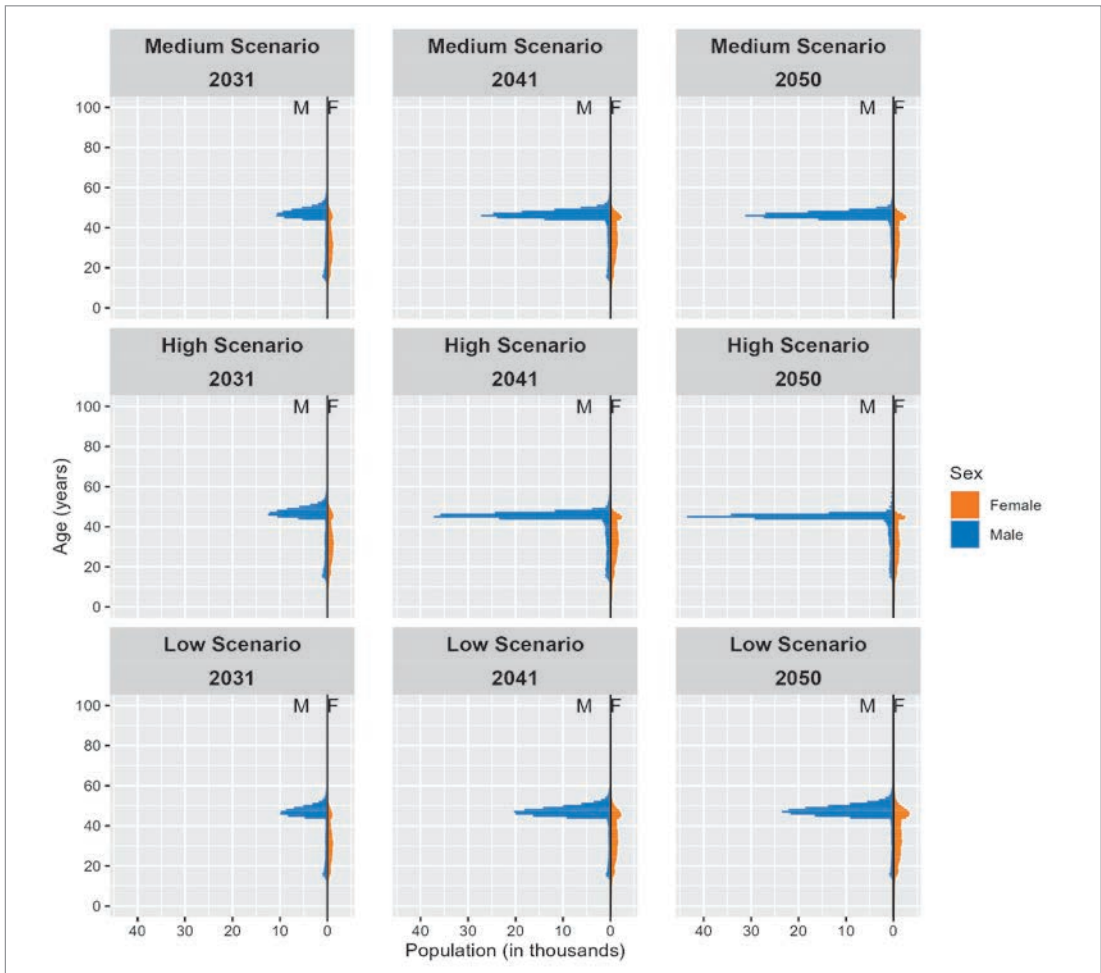 Medium Scenario
2031
Medium Scenario
2041
Medium Scenario
2050
M F
M F
M F
100
80
60
40
20
0
High Scenario
2031
High Scenario
2041
High Scenario
2050
M F
M F
M F
100
80
60
40
20
0
Age (years)
Sex
Female
Male
Low Scenario
2031
Low Scenario
2041
Low Scenario
2050
M F
M F
M F
100
80
60
40
20
0
40 30 20 10 0
40 30 20 10 0
40 30 20 10 0
Population (in thousands)